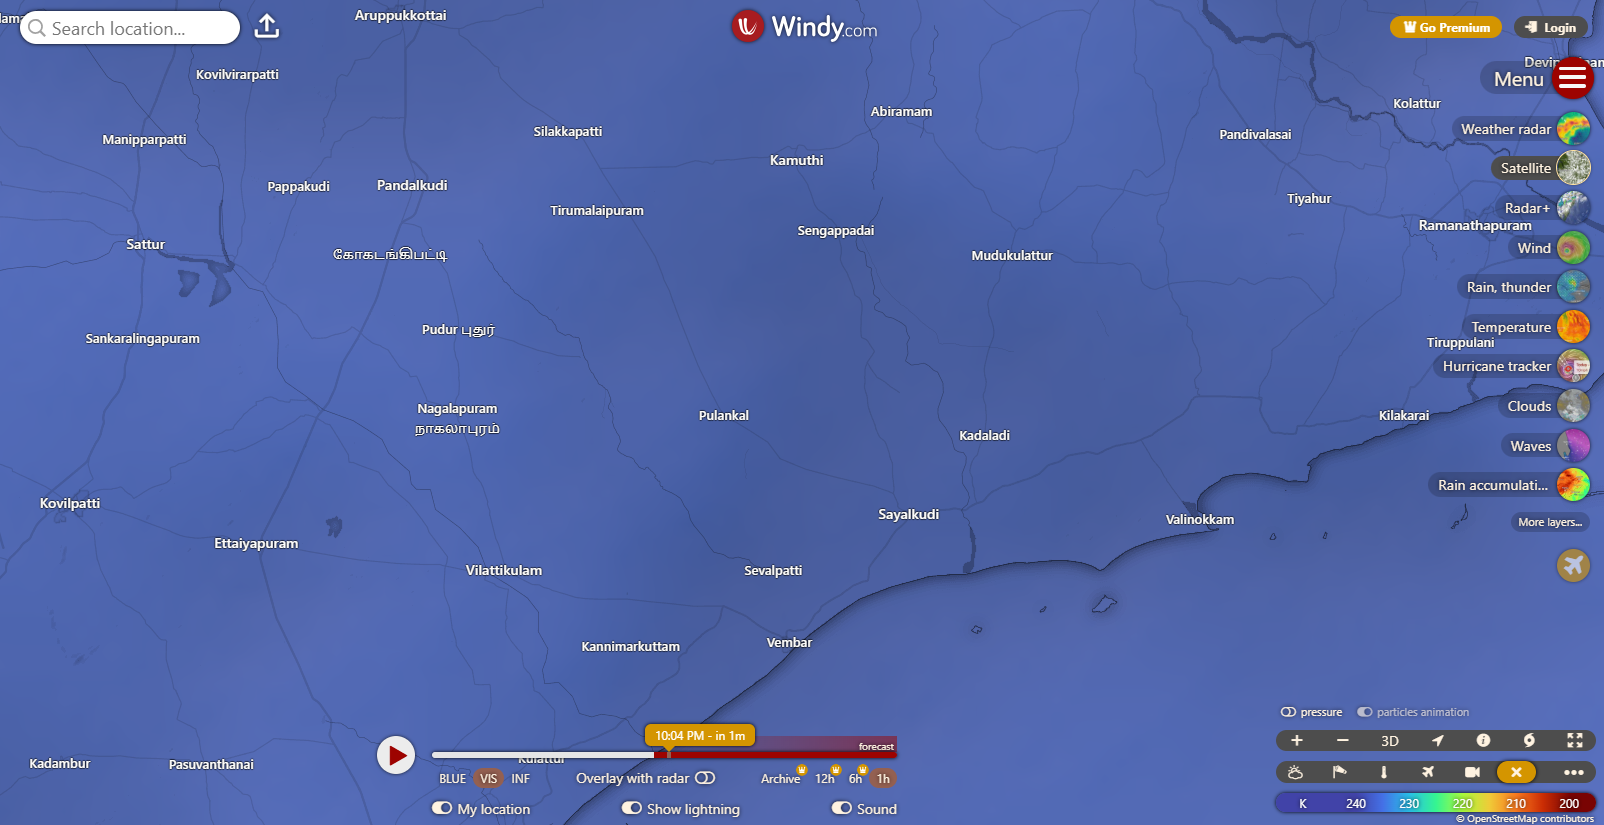 Search location...
Windy.com
Go Premium
Login
Menu
Weather radar
Satellite
Radar+
Wind
Rain, thunder
Temperature
Hurricane tracker
Clouds
Waves
Rain accumulati...
More layers...
Aruppukkottai
Kovilvirarpatti
Abiramam
Kolattur
Silakkapatti
Pandivalasai
Manipparpatti
Kamuthi
Pappakudi
Pandalkudi
Tiyahur
Tirumalaipuram
Ramanathapuram
Sengappadai
Sattur
கோகடங்கிபட்டி
Mudukulattur
Pudur புதூர்
Sankaralingapuram
Tiruppulani
Nagalapuram
நாகலாபுரம்
Pulankal
Kilakarai
Kadaladi
Kovilpatti
Sayalkudi
Valinokkam
Ettaiyapuram
Vilattikulam
Sevalpatti
Kannimarkuttam
Vembar
Kadambur
Pasuvanthanai
Kulattur
10:04 PM - in 1m
forecast
BLUE VIS INF
Overlay with radar
Archive 12h 6h 1h
My location
Show lightning
Sound
pressure
particles animation
3D
K 240 230 220 210 200
© OpenStreetMap contributors